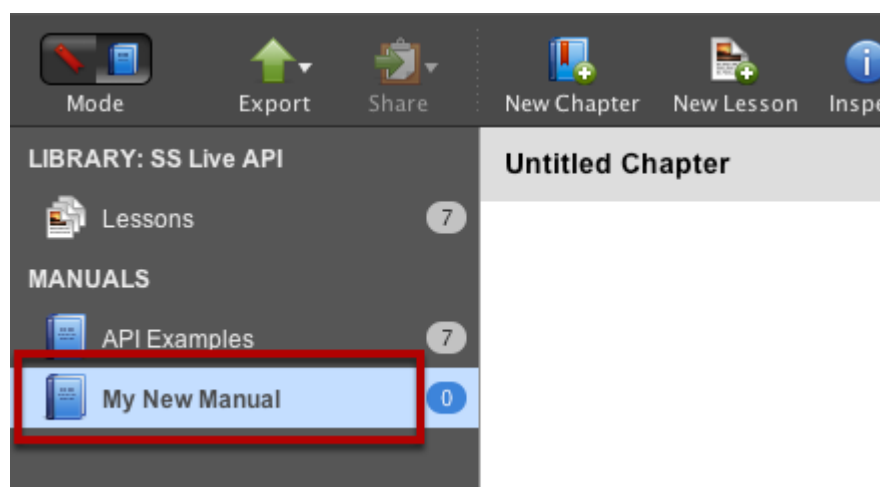 Mode Export Share New Chapter New Lesson Inspe
LIBRARY: SS Live API
Untitled Chapter
Lessons 7
MANUALS
API Examples 7
My New Manual 0